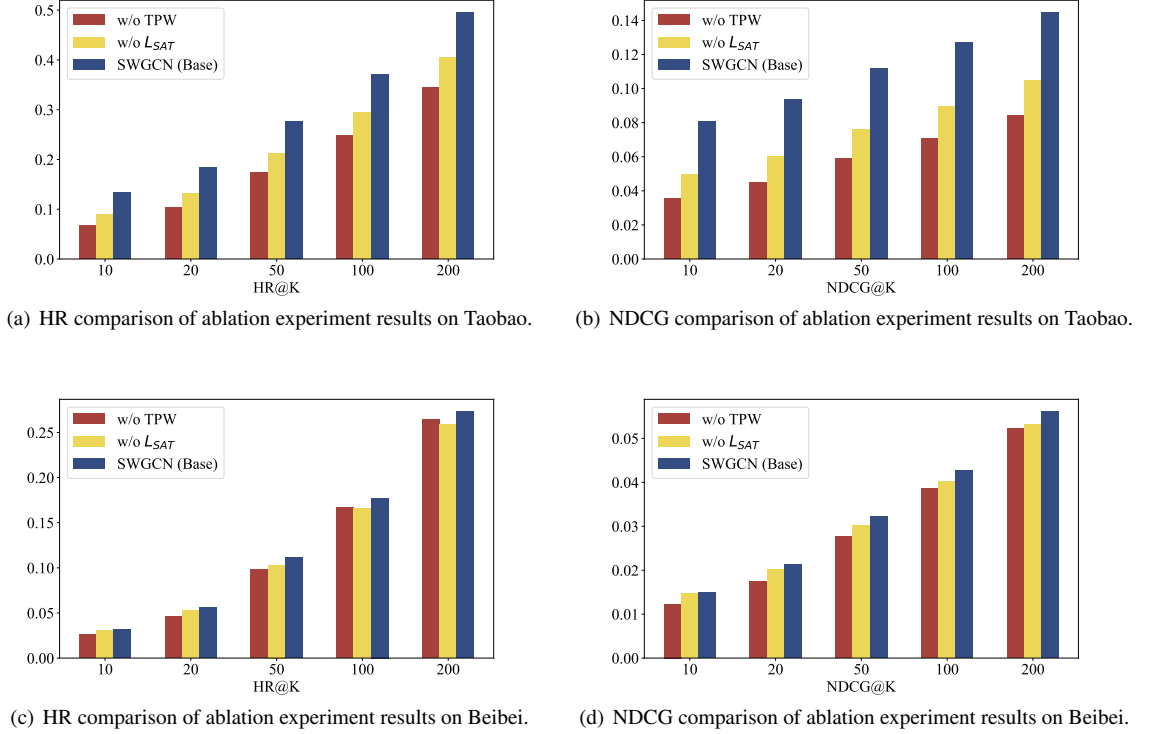 0.5
0.4
0.3
0.2
0.1
0.0
w/o TPW
w/o L_SAT
SWGCN (Base)
10 20 50 100 200
HR@K
(a) HR comparison of ablation experiment results on Taobao.
0.14
0.12
0.10
0.08
0.06
0.04
0.02
0.00
w/o TPW
w/o L_SAT
SWGCN (Base)
10 20 50 100 200
NDCG@K
(b) NDCG comparison of ablation experiment results on Taobao.
0.25
0.20
0.15
0.10
0.05
0.00
w/o TPW
w/o L_SAT
SWGCN (Base)
10 20 50 100 200
HR@K
(c) HR comparison of ablation experiment results on Beibei.
0.05
0.04
0.03
0.02
0.01
0.00
w/o TPW
w/o L_SAT
SWGCN (Base)
10 20 50 100 200
NDCG@K
(d) NDCG comparison of ablation experiment results on Beibei.